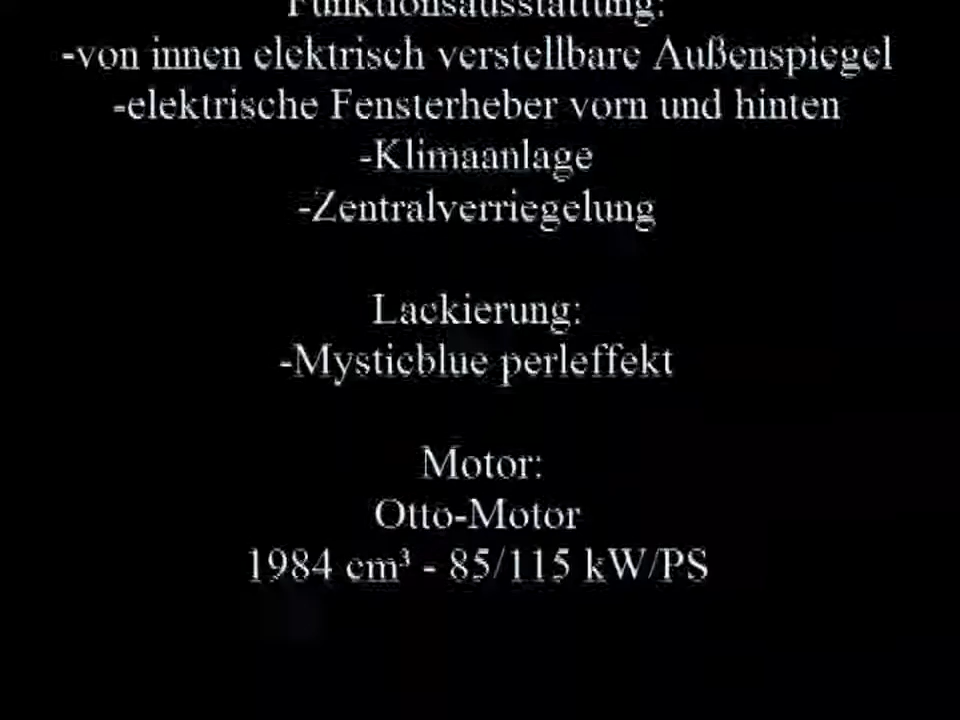 Funktionsausstattung:
-von innen elektrisch verstellbare Außenspiegel
-elektrische Fensterheber vorn und hinten
-Klimaanlage
-Zentralverriegelung
Lackierung:
-Mysticblue perleffekt
Motor:
Otto-Motor
1984 cm³ - 85/115 kW/PS